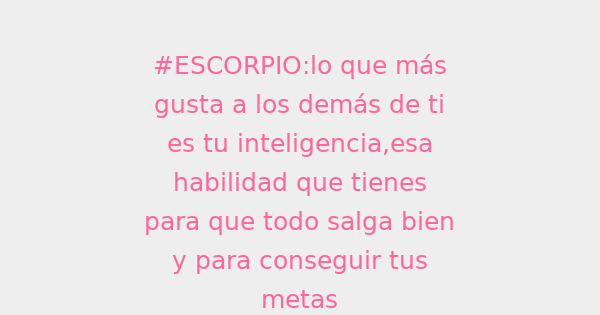 #ESCORPIO:lo que más
gusta a los demás de ti
es tu inteligencia,esa
habilidad que tienes
para que todo salga bien
y para conseguir tus
metas